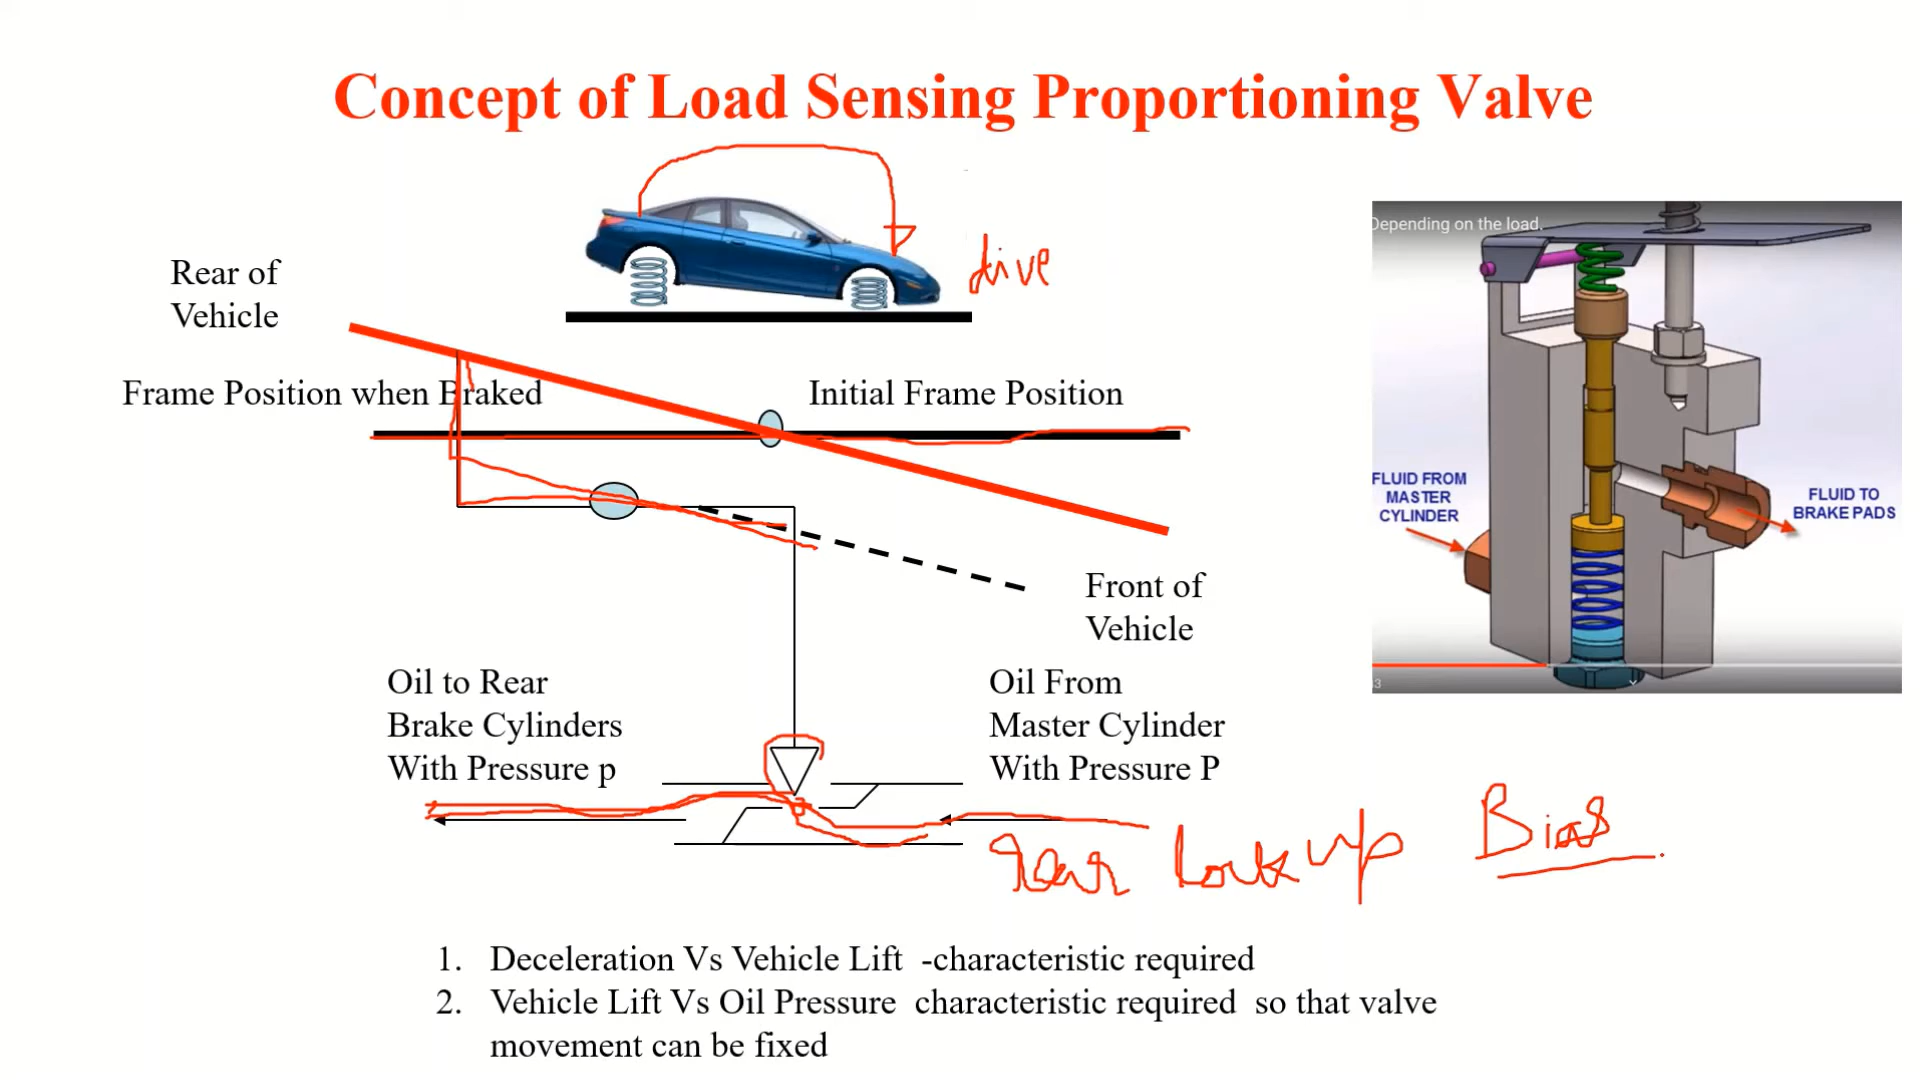 Concept of Load Sensing Proportioning Valve
Rear of
Vehicle
dive
Depending on the load.
Frame Position when Braked
Initial Frame Position
FLUID FROM
MASTER
CYLINDER
FLUID TO
BRAKE PADS
Front of
Vehicle
Oil to Rear
Brake Cylinders
With Pressure p
Oil From
Master Cylinder
With Pressure P
Rear Lock up Bias
1. Deceleration Vs Vehicle Lift -characteristic required
2. Vehicle Lift Vs Oil Pressure characteristic required so that valve
movement can be fixed